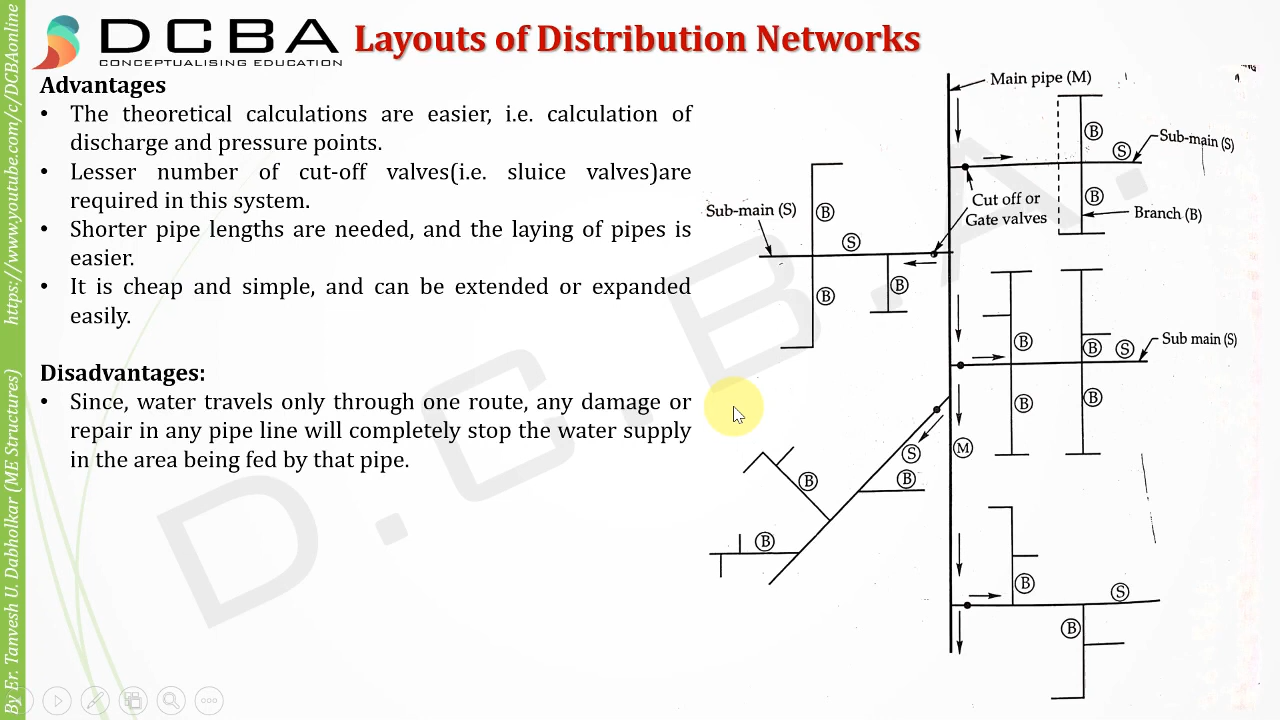 DCBA
CONCEPTUALISING EDUCATION
Layouts of Distribution Networks
Advantages
• The theoretical calculations are easier, i.e. calculation of
discharge and pressure points.
• Lesser number of cut-off valves(i.e. sluice valves)are
required in this system.
• Shorter pipe lengths are needed, and the laying of pipes is
easier.
• It is cheap and simple, and can be extended or expanded
easily.
Disadvantages:
• Since, water travels only through one route, any damage or
repair in any pipe line will completely stop the water supply
in the area being fed by that pipe.
By Er. Tanvesh U. Dabholkar (ME Structures) https://www.youtube.com/c/DCBAonline
D.C.B.A.
Main pipe (M)
B
S
Sub-main (S)
B
Cut off or
Gate valves
Branch (B)
Sub-main (S)
B
S
B
B
B
B
S
Sub main (S)
B
B
M
S
B
B
B
B
S
B